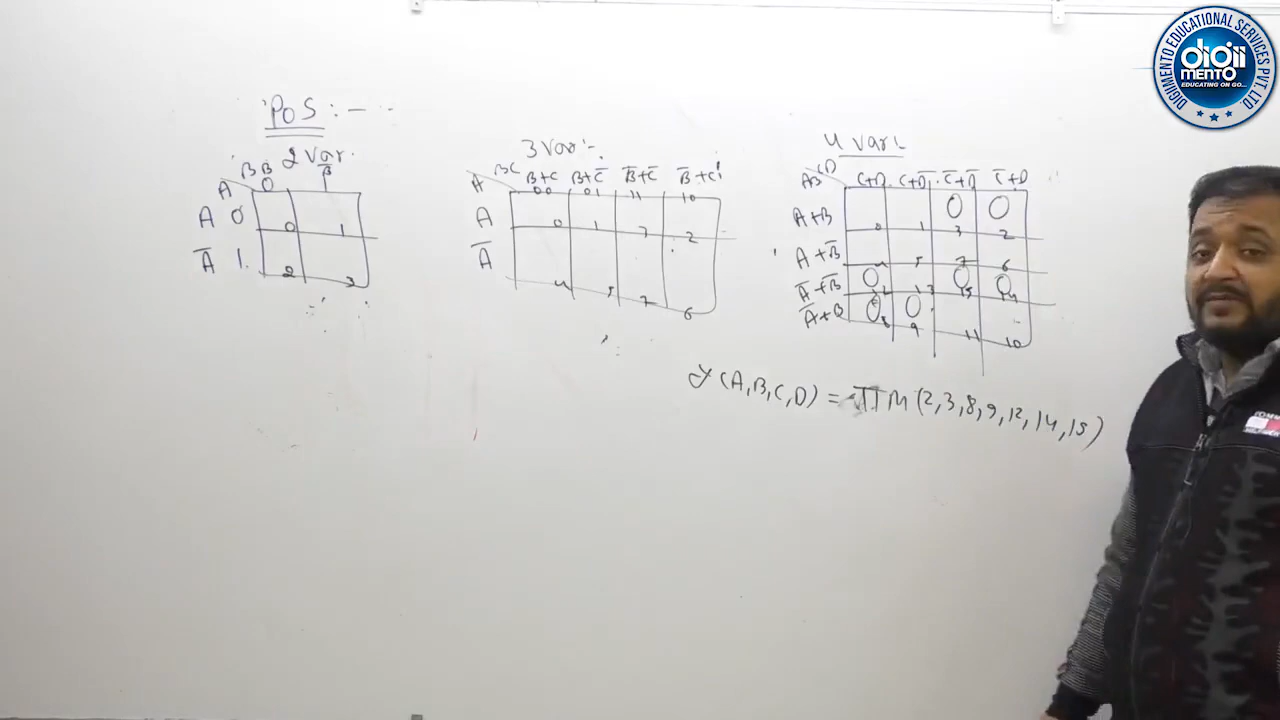 DIGIMENTO EDUCATIONAL SERVICES PVT. LTD.
digii
MENTO
EDUCATING ON GO...
POS :-
2 Var.
B B B̅
A 0
A 0 0 1
A̅ 1 2 3
3 Var:-
A BC B+C B+C̅ B̅+C̅ B̅+C
00 01 11 10
A 0 1 3 2
A̅ 4 5 7 6
4 Var:
AB CD C+D C+D̅ C̅+D̅ C̅+D
A+B 0 0
0 1 3 2
A+B̅ 4 5 7 6
A̅+B̅ 0 0 0
12 13 15 14
A̅+B 0 0
8 9 11 10
Y (A,B,C,D) = ΠM (2,3,8,9,12,14,15)